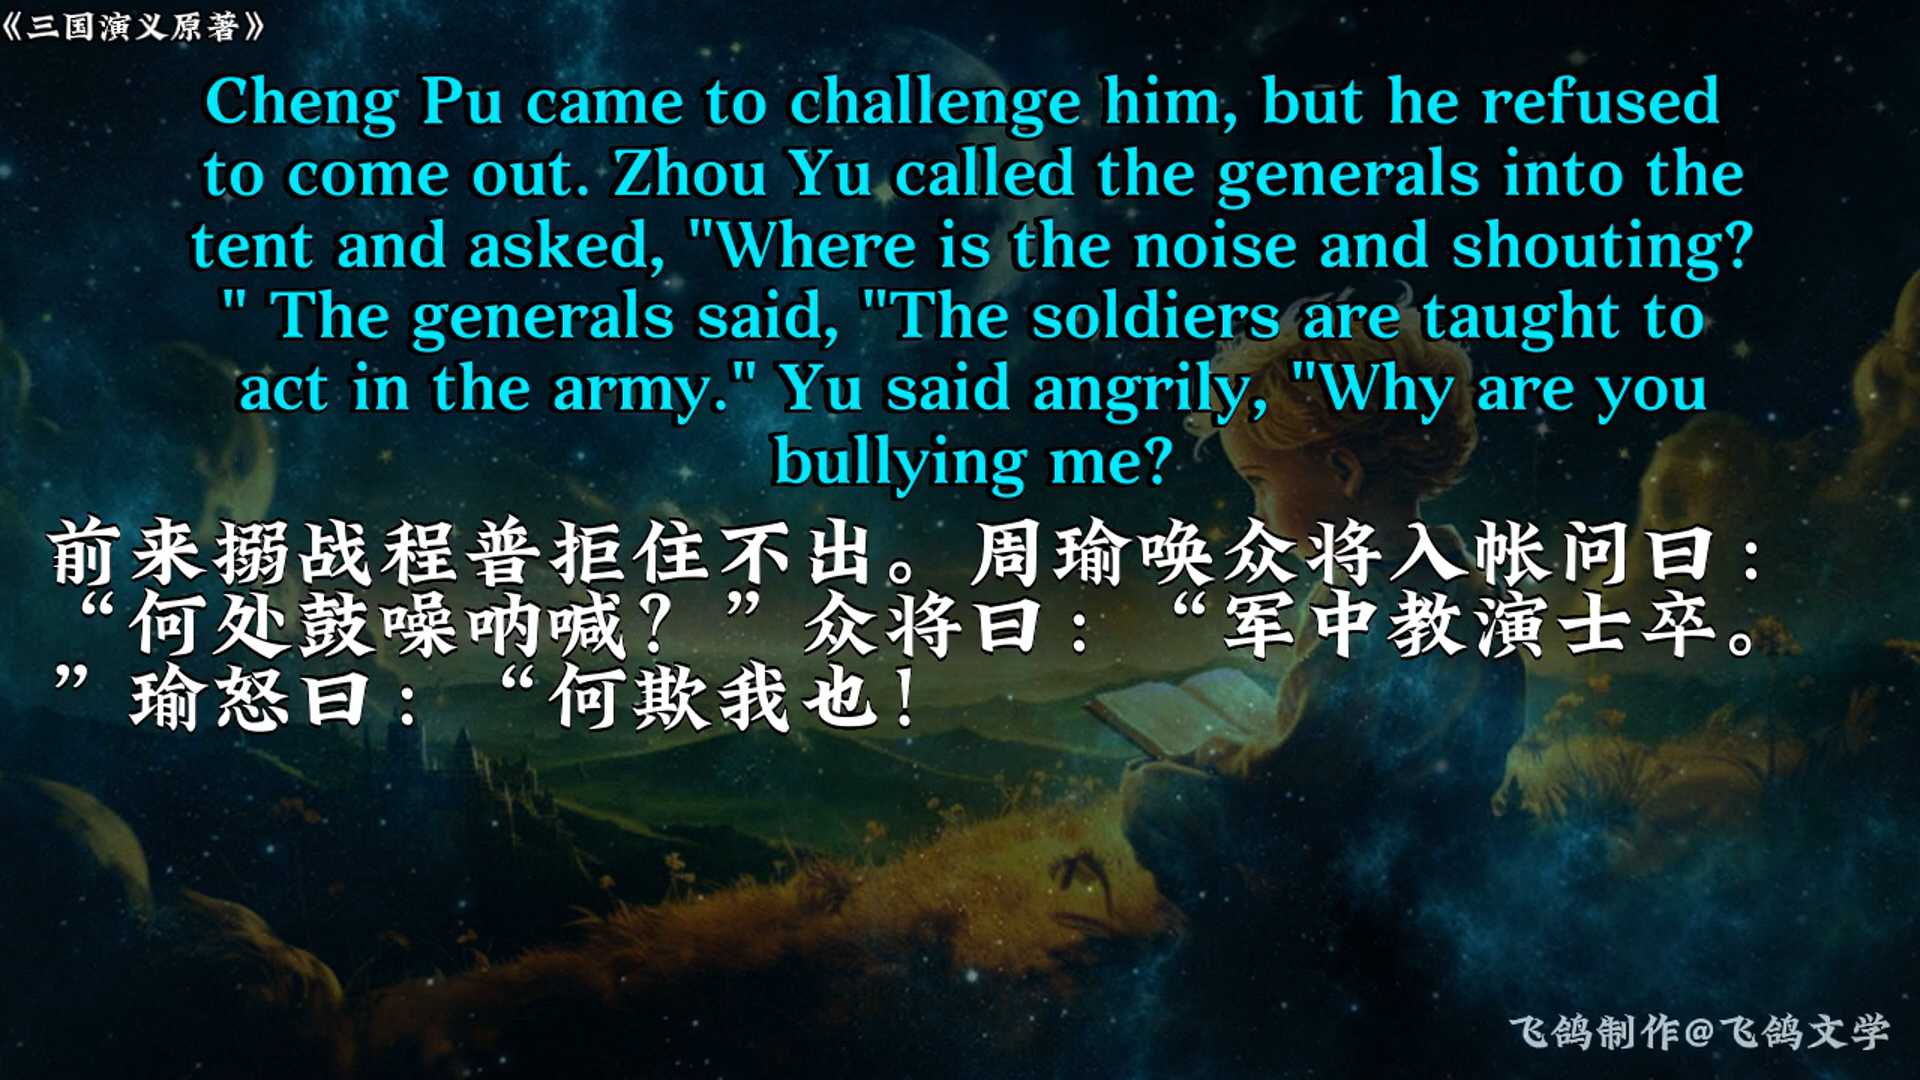 《三国演义原著》
Cheng Pu came to challenge him, but he refused
to come out. Zhou Yu called the generals into the
tent and asked, "Where is the noise and shouting?
" The generals said, "The soldiers are taught to
act in the army." Yu said angrily, "Why are you
bullying me?
前来搦战程普拒住不出。周瑜唤众将入帐问曰：
“何处鼓噪呐喊？”众将曰：“军中教演士卒。
”瑜怒曰：“何欺我也！
飞鸽制作@飞鸽文学